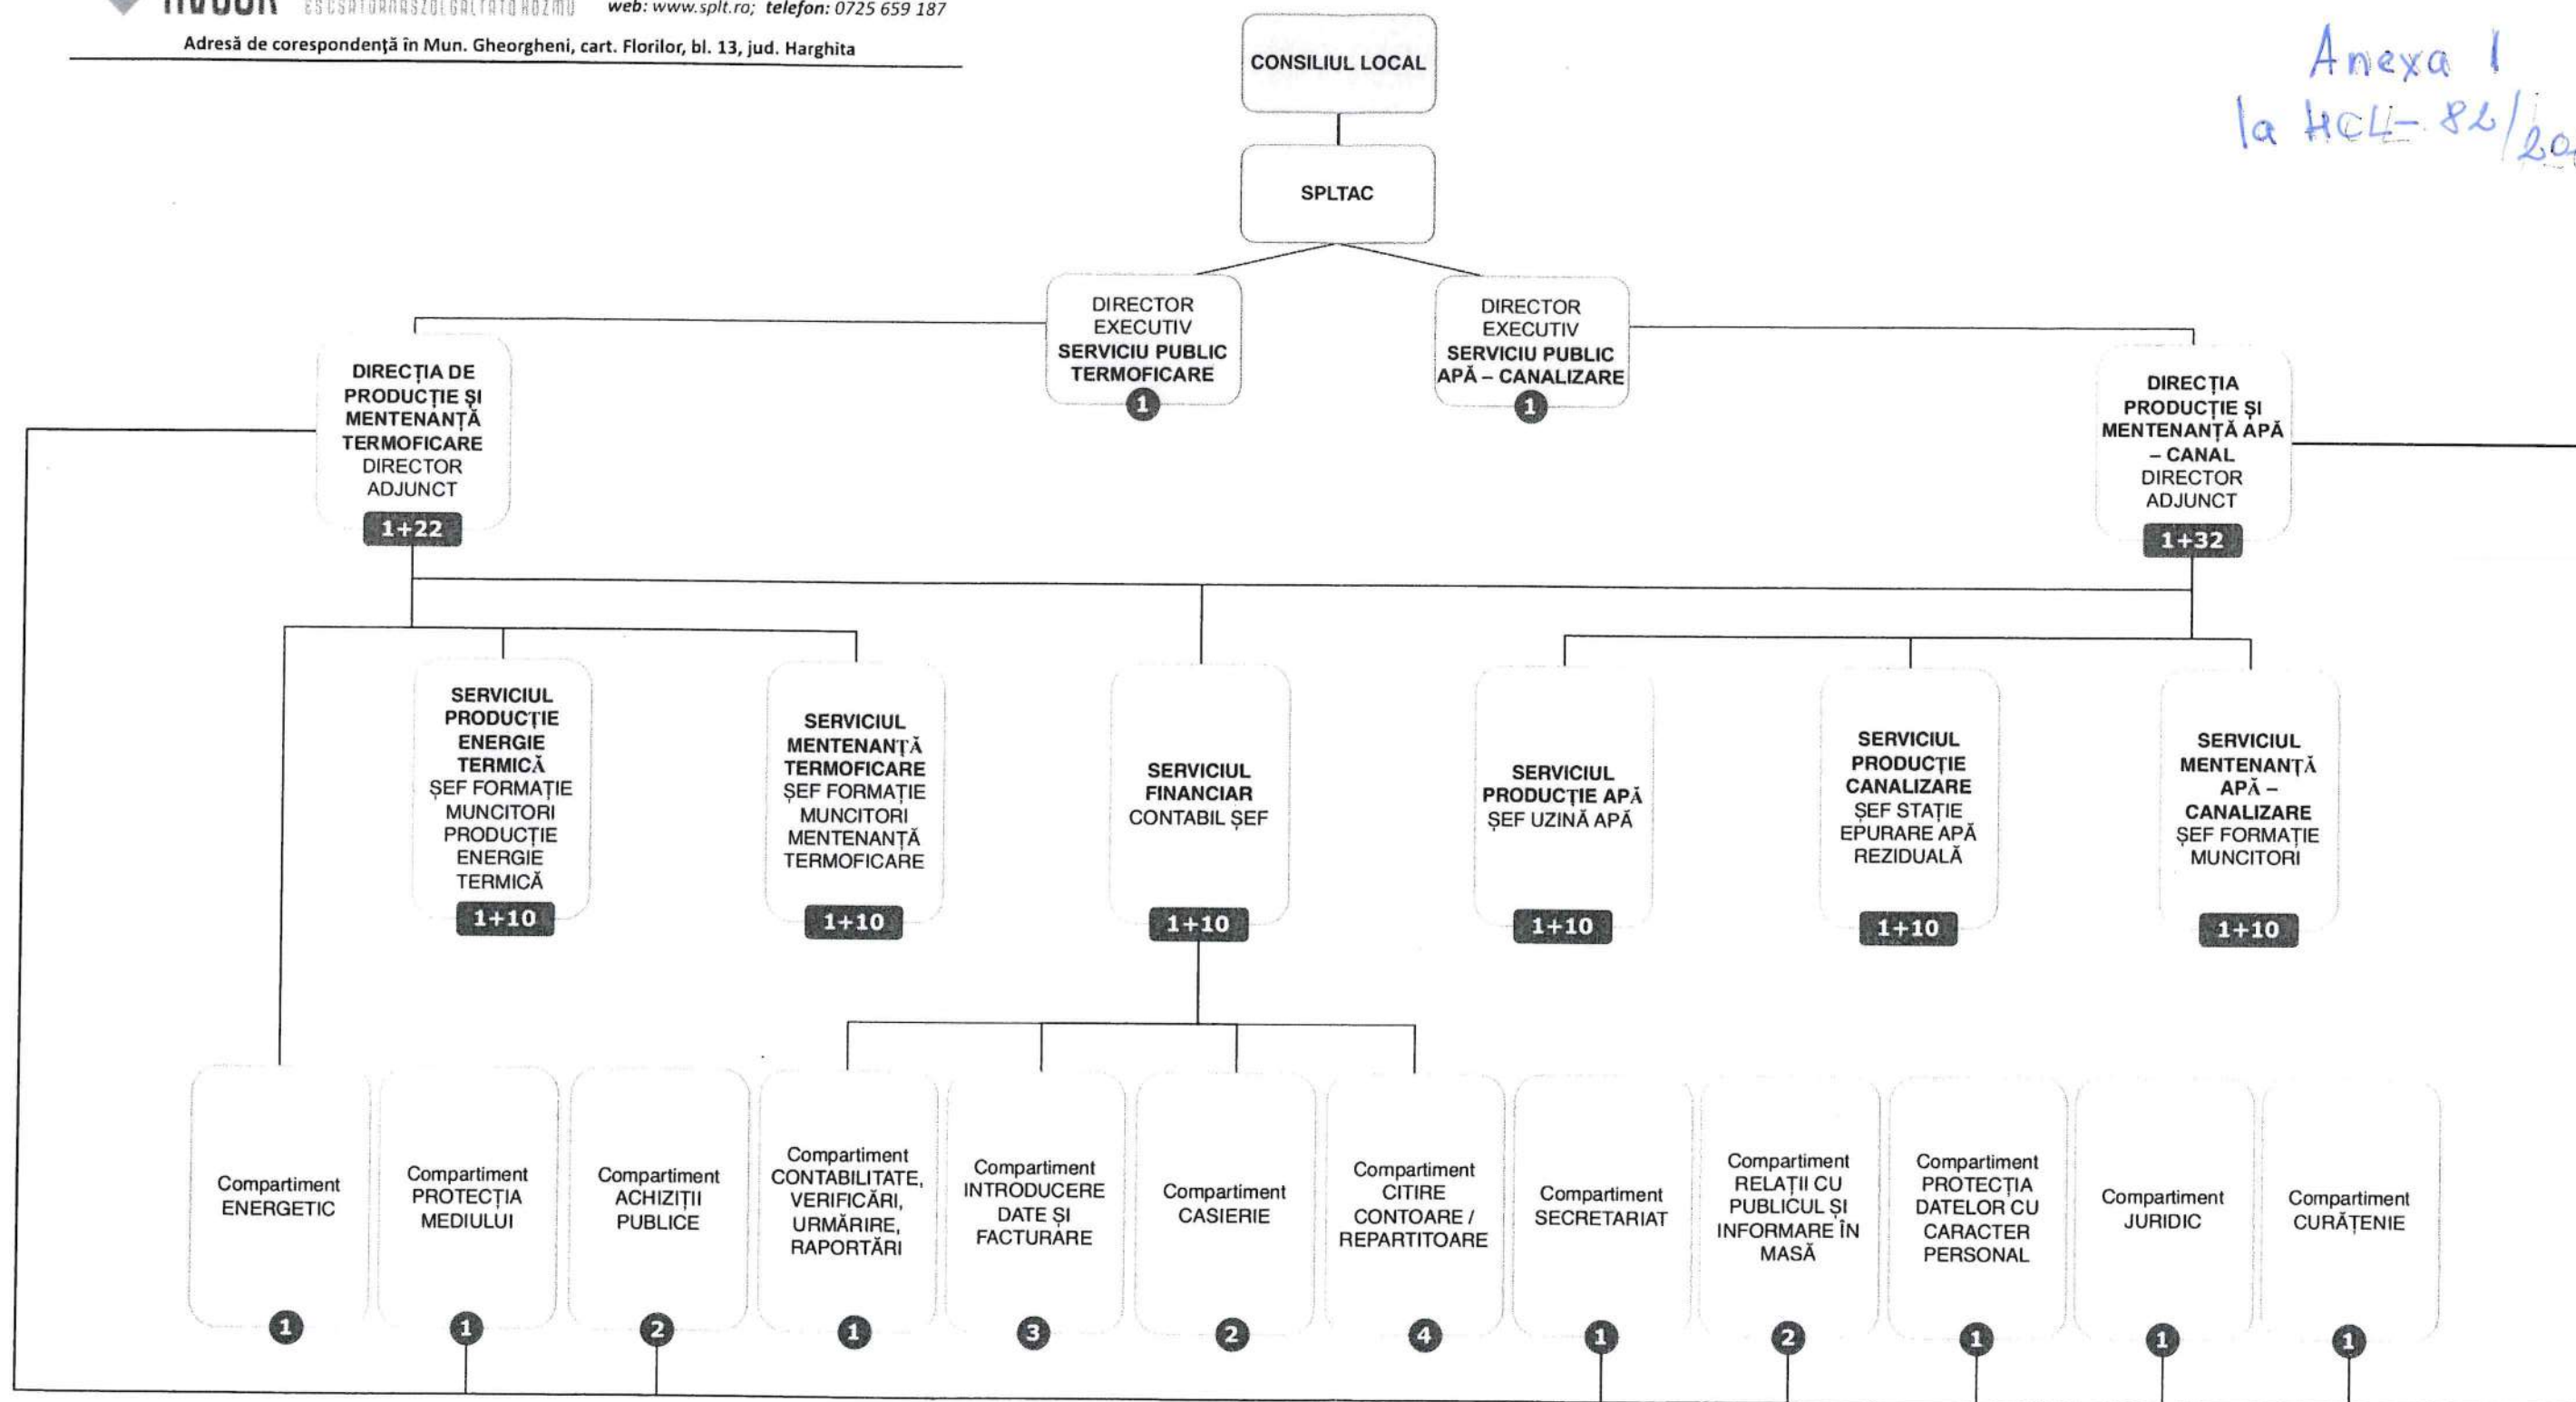 web: www.splt.ro; telefon: 0725 659 187
Adresă de corespondență în Mun. Gheorgheni, cart. Florilor, bl. 13, jud. Harghita
Anexa 1
la HCL- 82/
CONSILIUL LOCAL
SPLTAC
DIRECTOR
EXECUTIV
SERVICIU PUBLIC
TERMOFICARE
1
DIRECTOR
EXECUTIV
SERVICIU PUBLIC
APĂ – CANALIZARE
1
DIRECȚIA DE
PRODUCȚIE ȘI
MENTENANȚĂ
TERMOFICARE
DIRECTOR
ADJUNCT
1+22
DIRECȚIA
PRODUCȚIE ȘI
MENTENANȚĂ APĂ
– CANAL
DIRECTOR
ADJUNCT
1+32
SERVICIUL
PRODUCȚIE
ENERGIE
TERMICĂ
ȘEF FORMAȚIE
MUNCITORI
PRODUCȚIE
ENERGIE
TERMICĂ
1+10
SERVICIUL
MENTENANȚĂ
TERMOFICARE
ȘEF FORMAȚIE
MUNCITORI
MENTENANȚĂ
TERMOFICARE
1+10
SERVICIUL
FINANCIAR
CONTABIL ȘEF
1+10
SERVICIUL
PRODUCȚIE APĂ
ȘEF UZINĂ APĂ
1+10
SERVICIUL
PRODUCȚIE
CANALIZARE
ȘEF STAȚIE
EPURARE APĂ
REZIDUALĂ
1+10
SERVICIUL
MENTENANȚĂ
APĂ –
CANALIZARE
ȘEF FORMAȚIE
MUNCITORI
1+10
Compartiment
ENERGETIC
1
Compartiment
PROTECȚIA
MEDIULUI
1
Compartiment
ACHIZIȚII
PUBLICE
2
Compartiment
CONTABILITATE,
VERIFICĂRI,
URMĂRIRE,
RAPORTĂRI
1
Compartiment
INTRODUCERE
DATE ȘI
FACTURARE
3
Compartiment
CASIERIE
2
Compartiment
CITIRE
CONTOARE /
REPARTITOARE
4
Compartiment
SECRETARIAT
1
Compartiment
RELAȚII CU
PUBLICUL ȘI
INFORMARE ÎN
MASĂ
2
Compartiment
PROTECȚIA
DATELOR CU
CARACTER
PERSONAL
1
Compartiment
JURIDIC
1
Compartiment
CURĂȚENIE
1